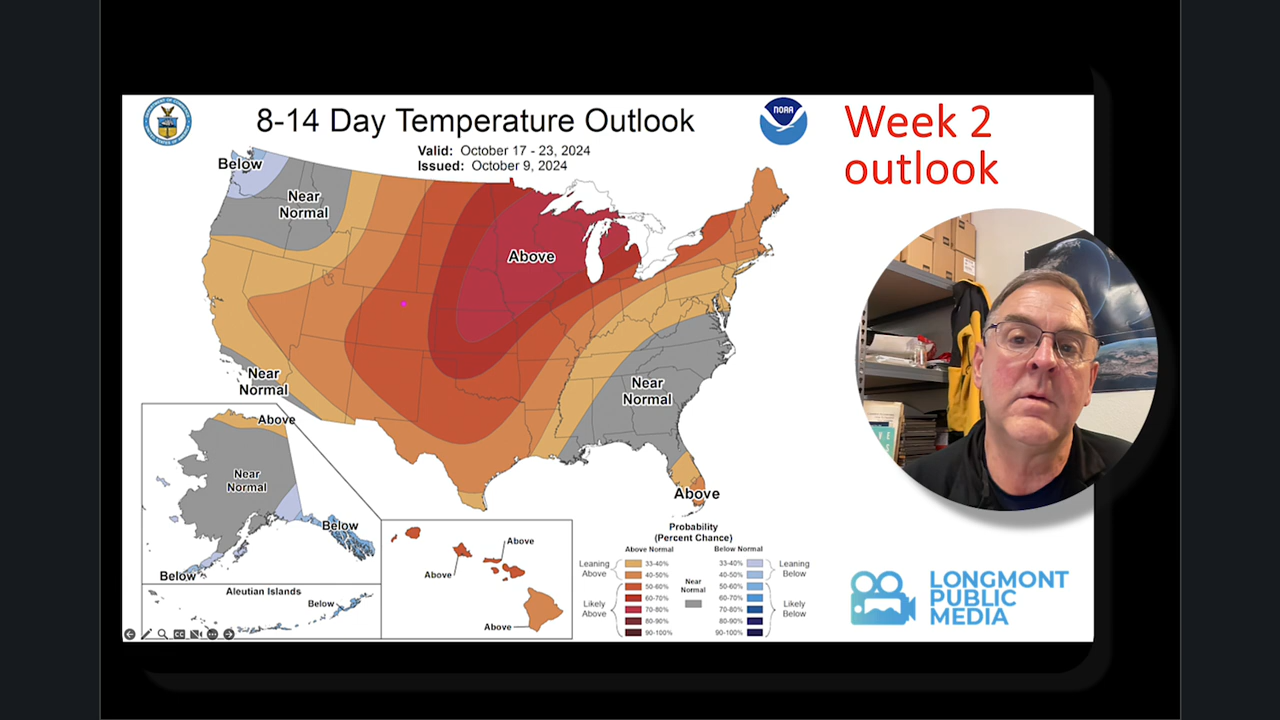 8-14 Day Temperature Outlook
Valid: October 17 - 23, 2024
Issued: October 9, 2024
NOAA
Week 2
outlook
Below
Near
Normal
Above
Near
Normal
Near
Normal
Above
Above
Near
Normal
Below
Below
Aleutian Islands
Below
Above
Above
Above
Probability
(Percent Chance)
Above Normal
Below Normal
Leaning
Above
33-40%
40-50%
50-60%
60-70%
70-80%
80-90%
90-100%
Likely
Above
Near
Normal
33-40%
40-50%
50-60%
60-70%
70-80%
80-90%
90-100%
Leaning
Below
Likely
Below
LONGMONT
PUBLIC
MEDIA